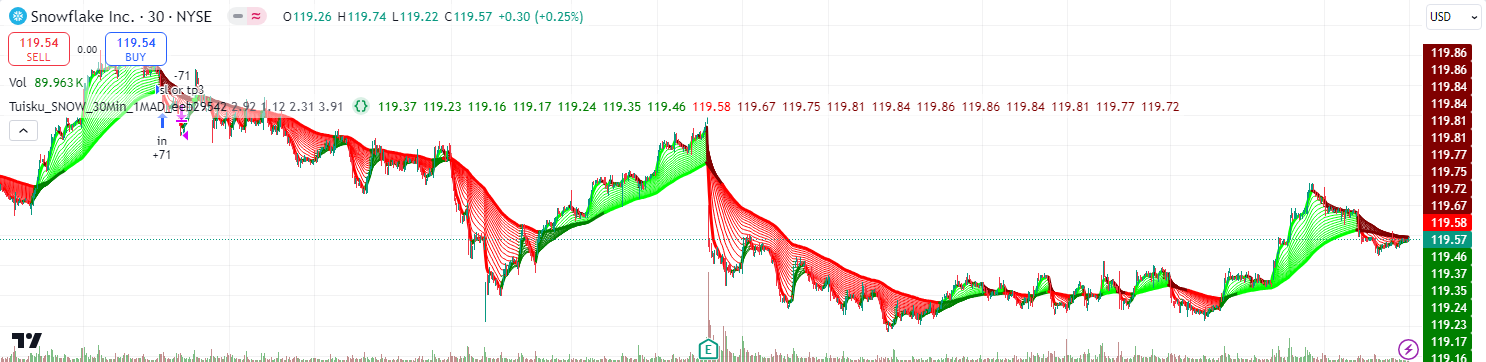 Snowflake Inc. · 30 · NYSE O119.26 H119.74 L119.22 C119.57 +0.30 (+0.25%)
USD
119.54 SELL
0.00
119.54 BUY
-71
Vol 89.963 K
tp3
Tuisku_SNOW_30Min_1MAD_eeb29542 2.92 1.12 2.31 3.91 {} 119.37 119.23 119.16 119.17 119.24 119.35 119.46 119.58 119.67 119.75 119.81 119.84 119.86 119.86 119.84 119.81 119.77 119.72
in
+71
E
119.86
119.86
119.84
119.84
119.81
119.81
119.77
119.75
119.72
119.67
119.58
119.57
119.46
119.37
119.35
119.24
119.23
119.17
119.16